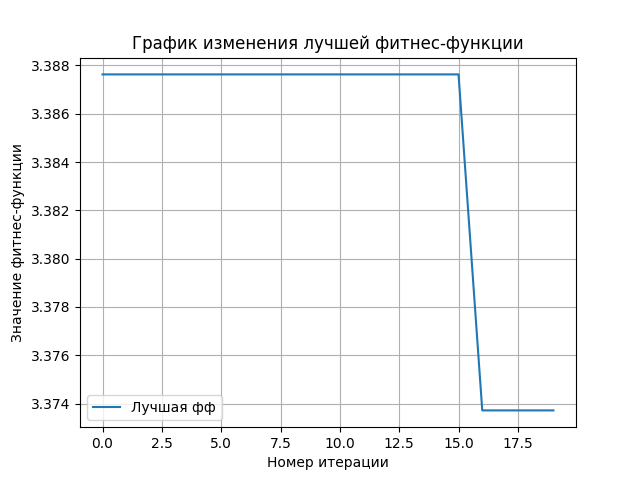 График изменения лучшей фитнес-функции
Значение фитнес-функции
3.388
3.386
3.384
3.382
3.380
3.378
3.376
3.374
Лучшая фф
0.0 2.5 5.0 7.5 10.0 12.5 15.0 17.5
Номер итерации